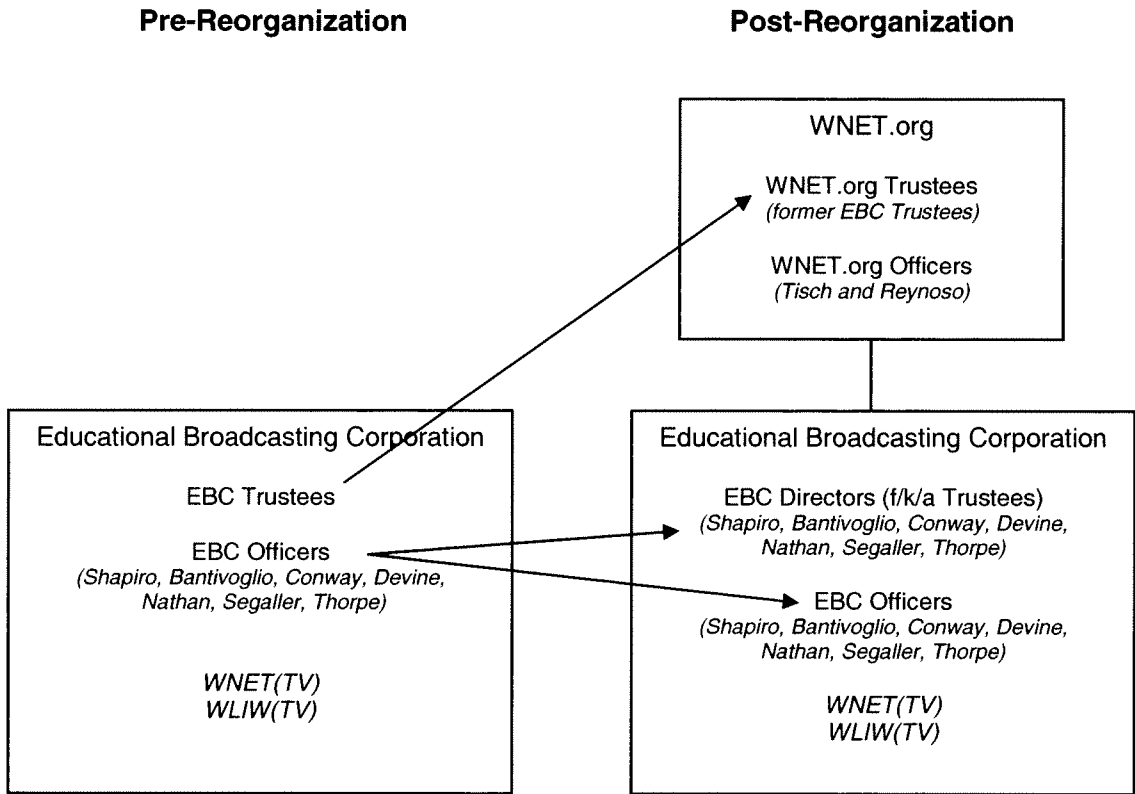 Pre-Reorganization
Post-Reorganization
WNET.org
WNET.org Trustees
(former EBC Trustees)
WNET.org Officers
(Tisch and Reynoso)
Educational Broadcasting Corporation
EBC Trustees
EBC Officers
(Shapiro, Bantivoglio, Conway, Devine,
Nathan, Segaller, Thorpe)
WNET(TV)
WLIW(TV)
Educational Broadcasting Corporation
EBC Directors (f/k/a Trustees)
(Shapiro, Bantivoglio, Conway, Devine,
Nathan, Segaller, Thorpe)
EBC Officers
(Shapiro, Bantivoglio, Conway, Devine,
Nathan, Segaller, Thorpe)
WNET(TV)
WLIW(TV)